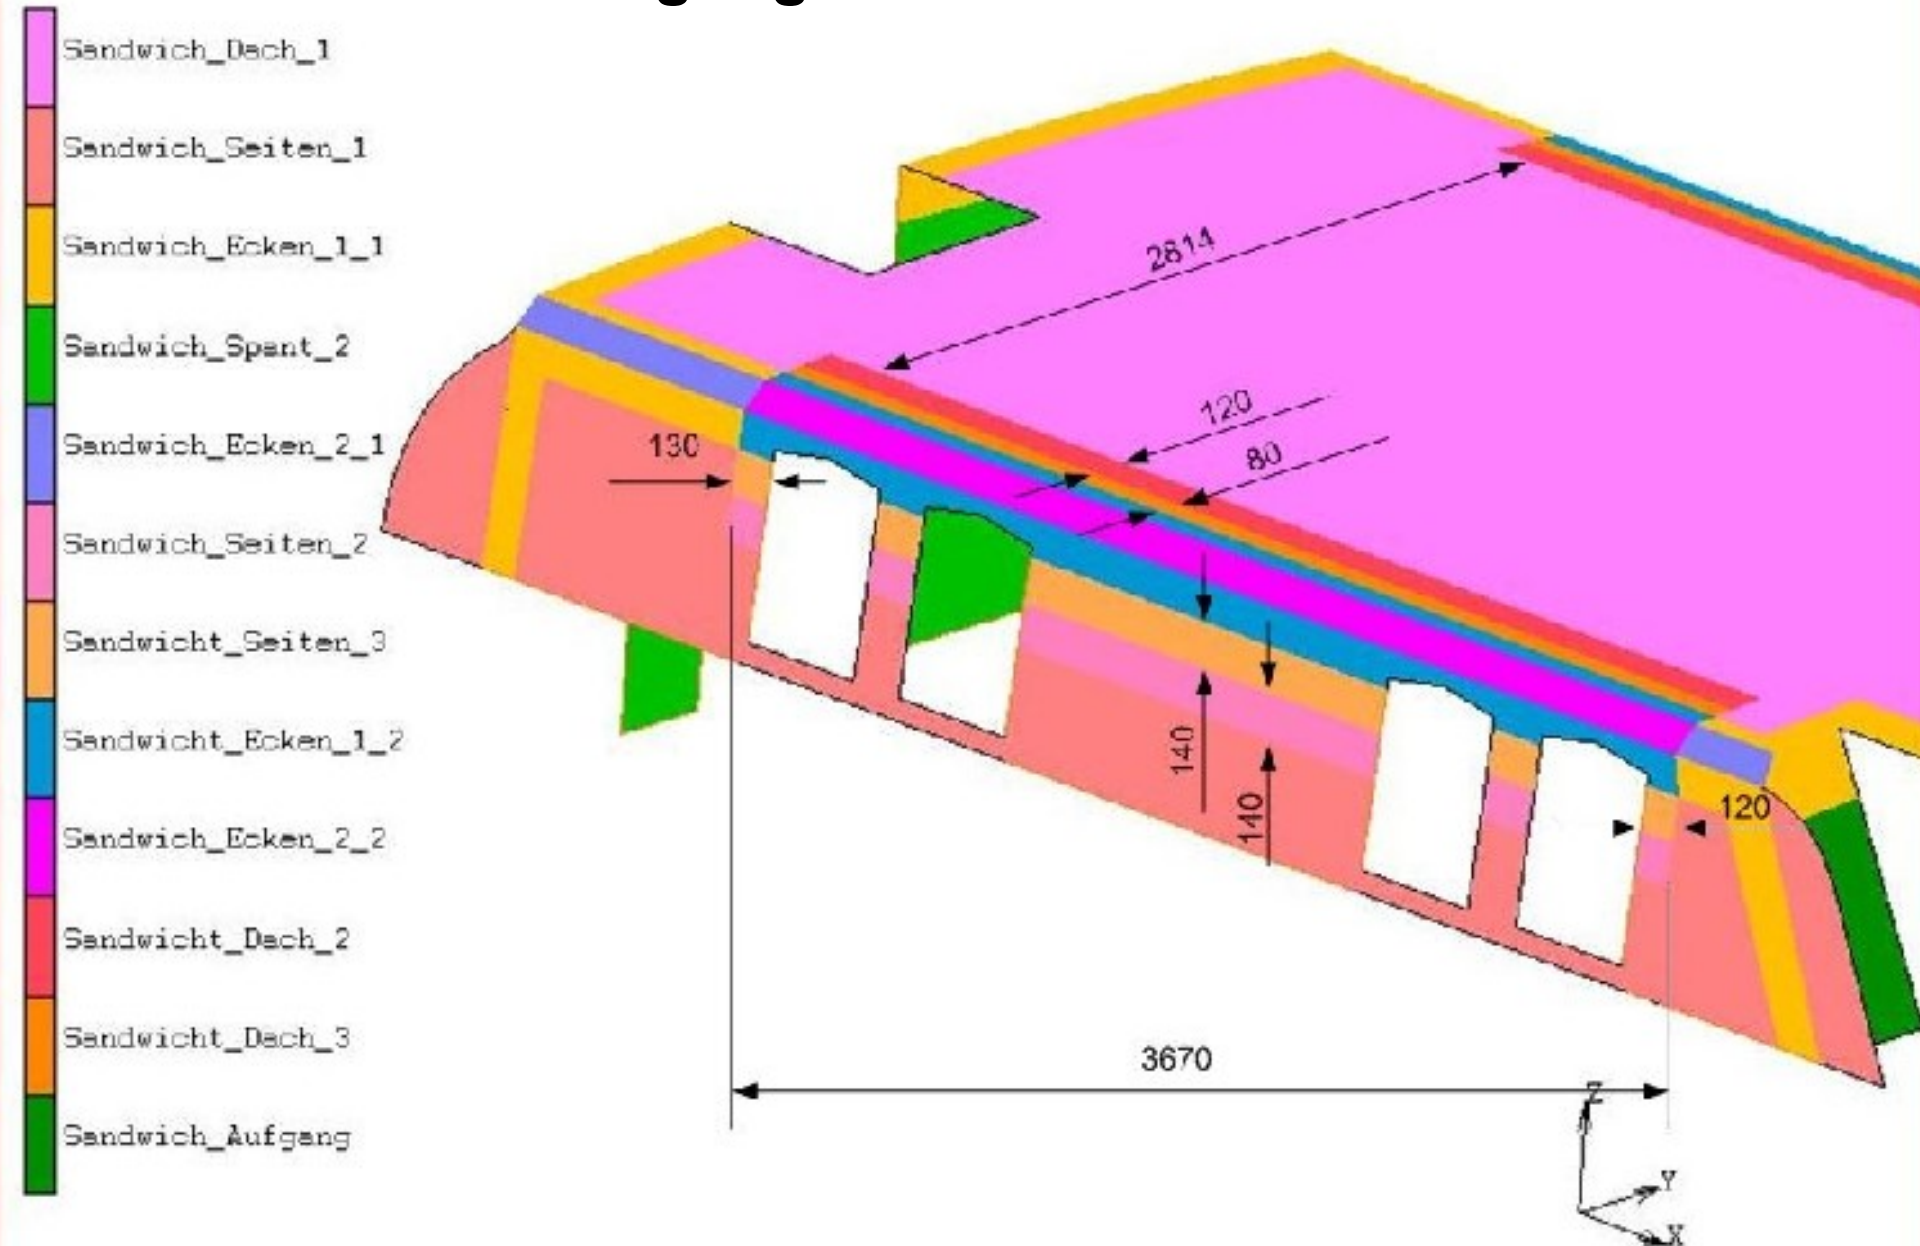 Sandwich_Dach_1
Sandwich_Seiten_1
Sandwich_Ecken_1_1
Sandwich_Spant_2
Sandwich_Ecken_2_1
Sandwich_Seiten_2
Sandwicht_Seiten_3
Sandwicht_Ecken_1_2
Sandwich_Ecken_2_2
Sandwicht_Dach_2
Sandwicht_Dach_3
Sandwich_Aufgang
2814
120
80
130
140
140
120
3670
Z
Y
X